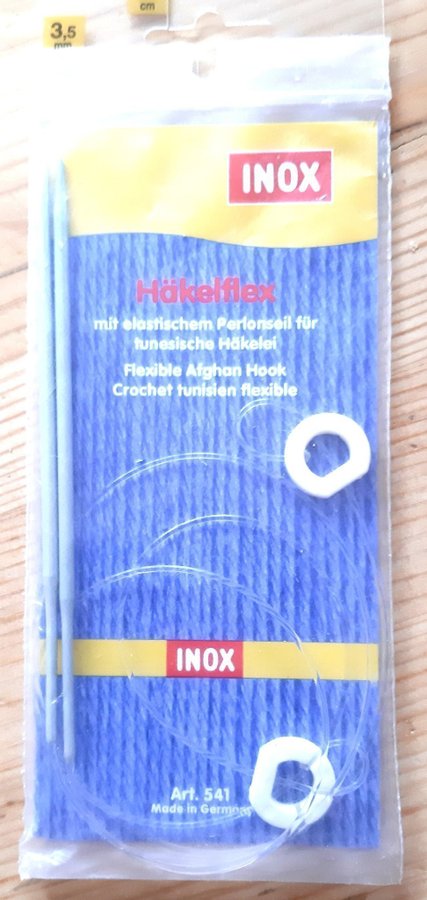 3,5
mm
cm
INOX
Häkelflex
mit elastischem Perlonseil für
tunesische Häkelei
Flexible Afghan Hook
Crochet tunisien flexible
INOX
Art. 541
Made in Germany